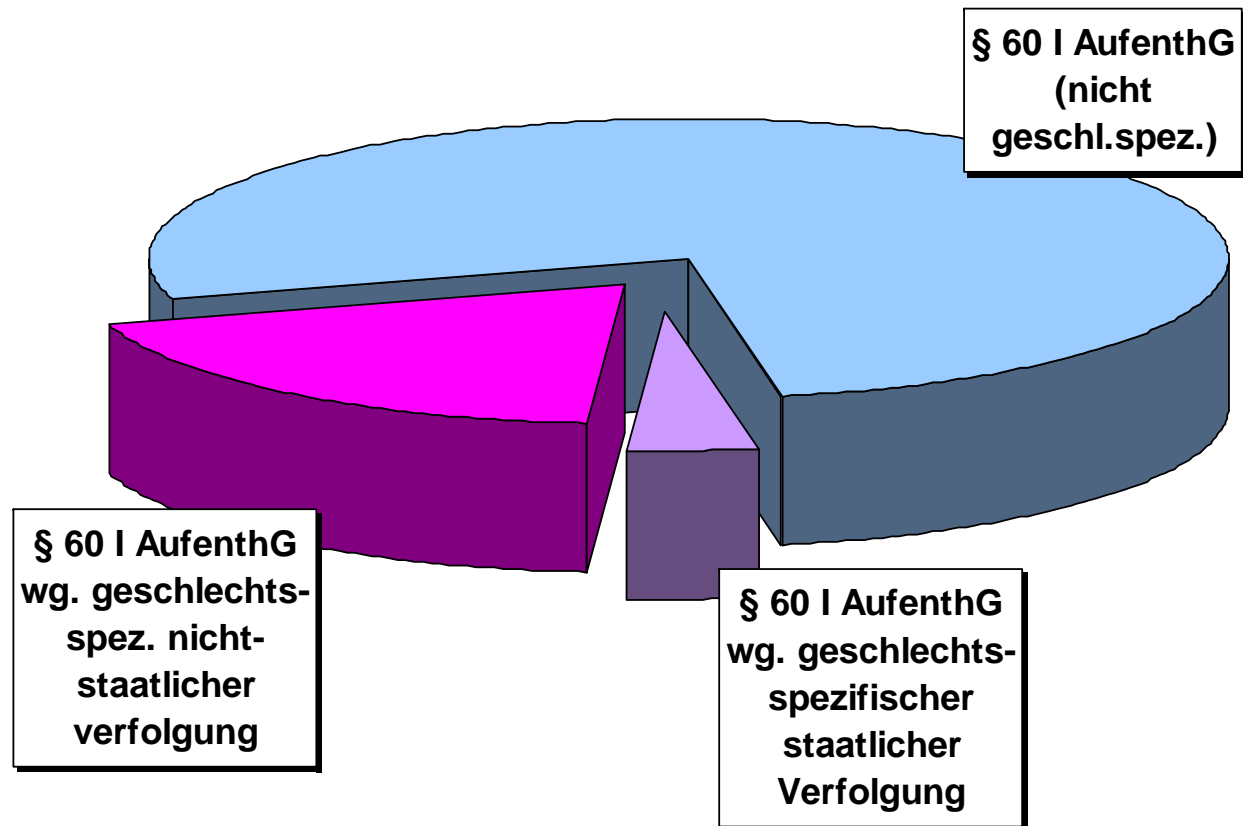 § 60 I AufenthG
(nicht
geschl.spez.)
§ 60 I AufenthG
wg. geschlechts-
spez. nicht-
staatlicher
verfolgung
§ 60 I AufenthG
wg. geschlechts-
spezifischer
staatlicher
Verfolgung